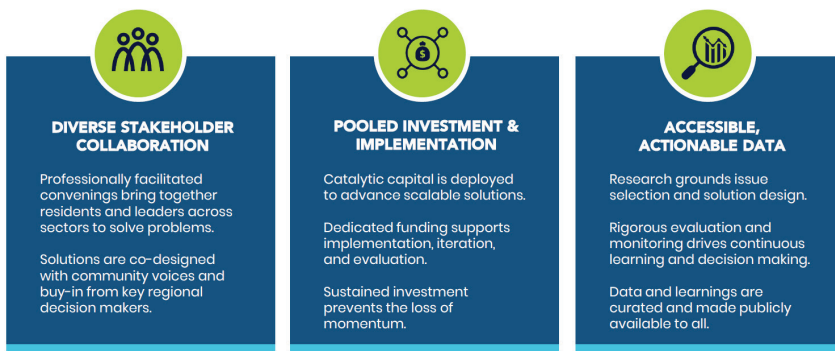 DIVERSE STAKEHOLDER
COLLABORATION
Professionally facilitated
convenings bring together
residents and leaders across
sectors to solve problems.
Solutions are co-designed
with community voices and
buy-in from key regional
decision makers.
$
POOLED INVESTMENT &
IMPLEMENTATION
Catalytic capital is deployed
to advance scalable solutions.
Dedicated funding supports
implementation, iteration,
and evaluation.
Sustained investment
prevents the loss of
momentum.
ACCESSIBLE,
ACTIONABLE DATA
Research grounds issue
selection and solution design.
Rigorous evaluation and
monitoring drives continuous
learning and decision making.
Data and learnings are
curated and made publicly
available to all.